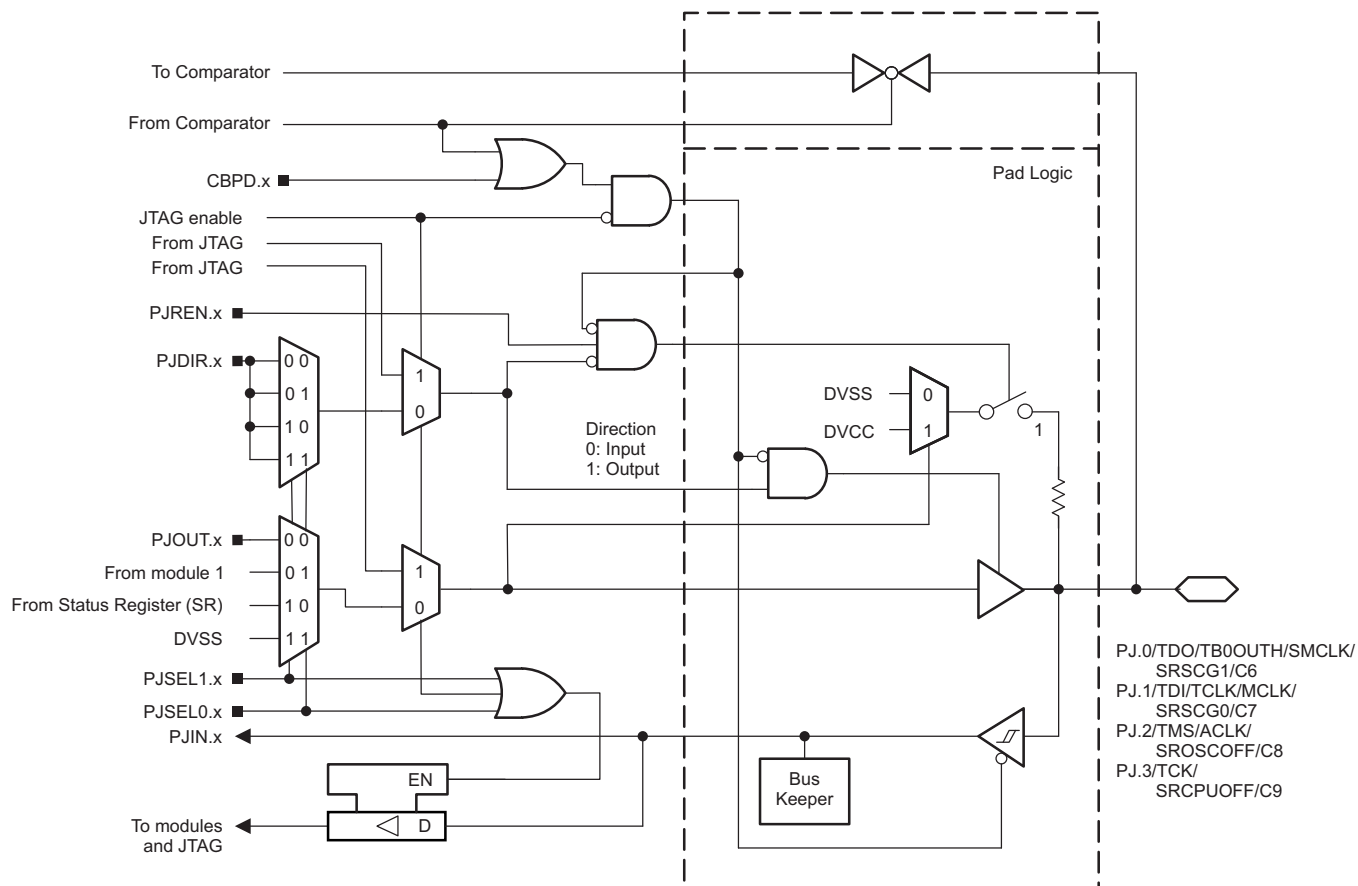 To Comparator
From Comparator
Pad Logic
CBPD.x
JTAG enable
From JTAG
From JTAG
PJREN.x
PJDIR.x
0 0
0 1
1 0
1 1
1
0
Direction
0: Input
1: Output
DVSS
0
DVCC
1
1
PJOUT.x
0 0
From module 1
0 1
From Status Register (SR)
1 0
DVSS
1 1
1
0
PJSEL1.x
PJSEL0.x
PJIN.x
EN
D
To modules
and JTAG
Bus
Keeper
PJ.0/TDO/TB0OUTH/SMCLK/
SRSCG1/C6
PJ.1/TDI/TCLK/MCLK/
SRSCG0/C7
PJ.2/TMS/ACLK/
SROSCOFF/C8
PJ.3/TCK/
SRCPUOFF/C9